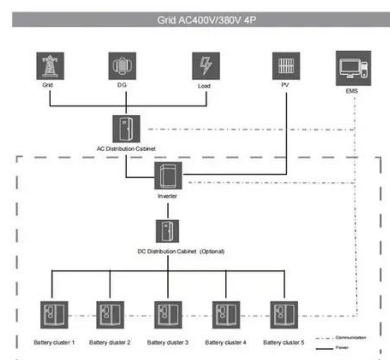 Grid AC400V/380V 4P
Grid
DG
Load
PV
EMS
AC Distribution Cabinet
Inverter
DC Distribution Cabinet (Optional)
Battery cluster 1
Battery cluster 2
Battery cluster 3
Battery cluster 4
Battery cluster 5
Communication
Power